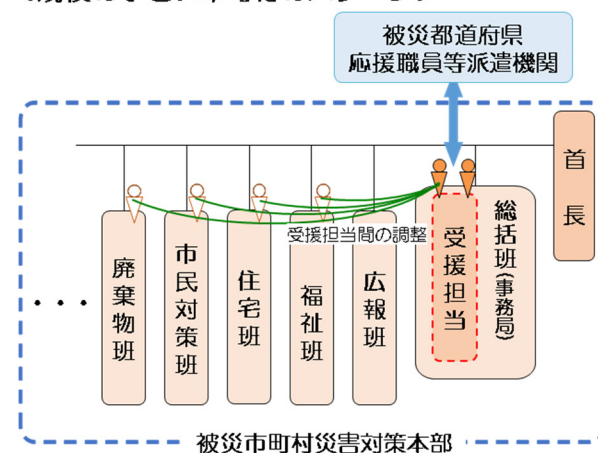 被災都道府県
応援職員等派遣機関
首長
総括班(事務局)
受援担当
受援担当間の調整
広報班
福祉班
住宅班
市民対策班
廃棄物班
・・・
被災市町村災害対策本部